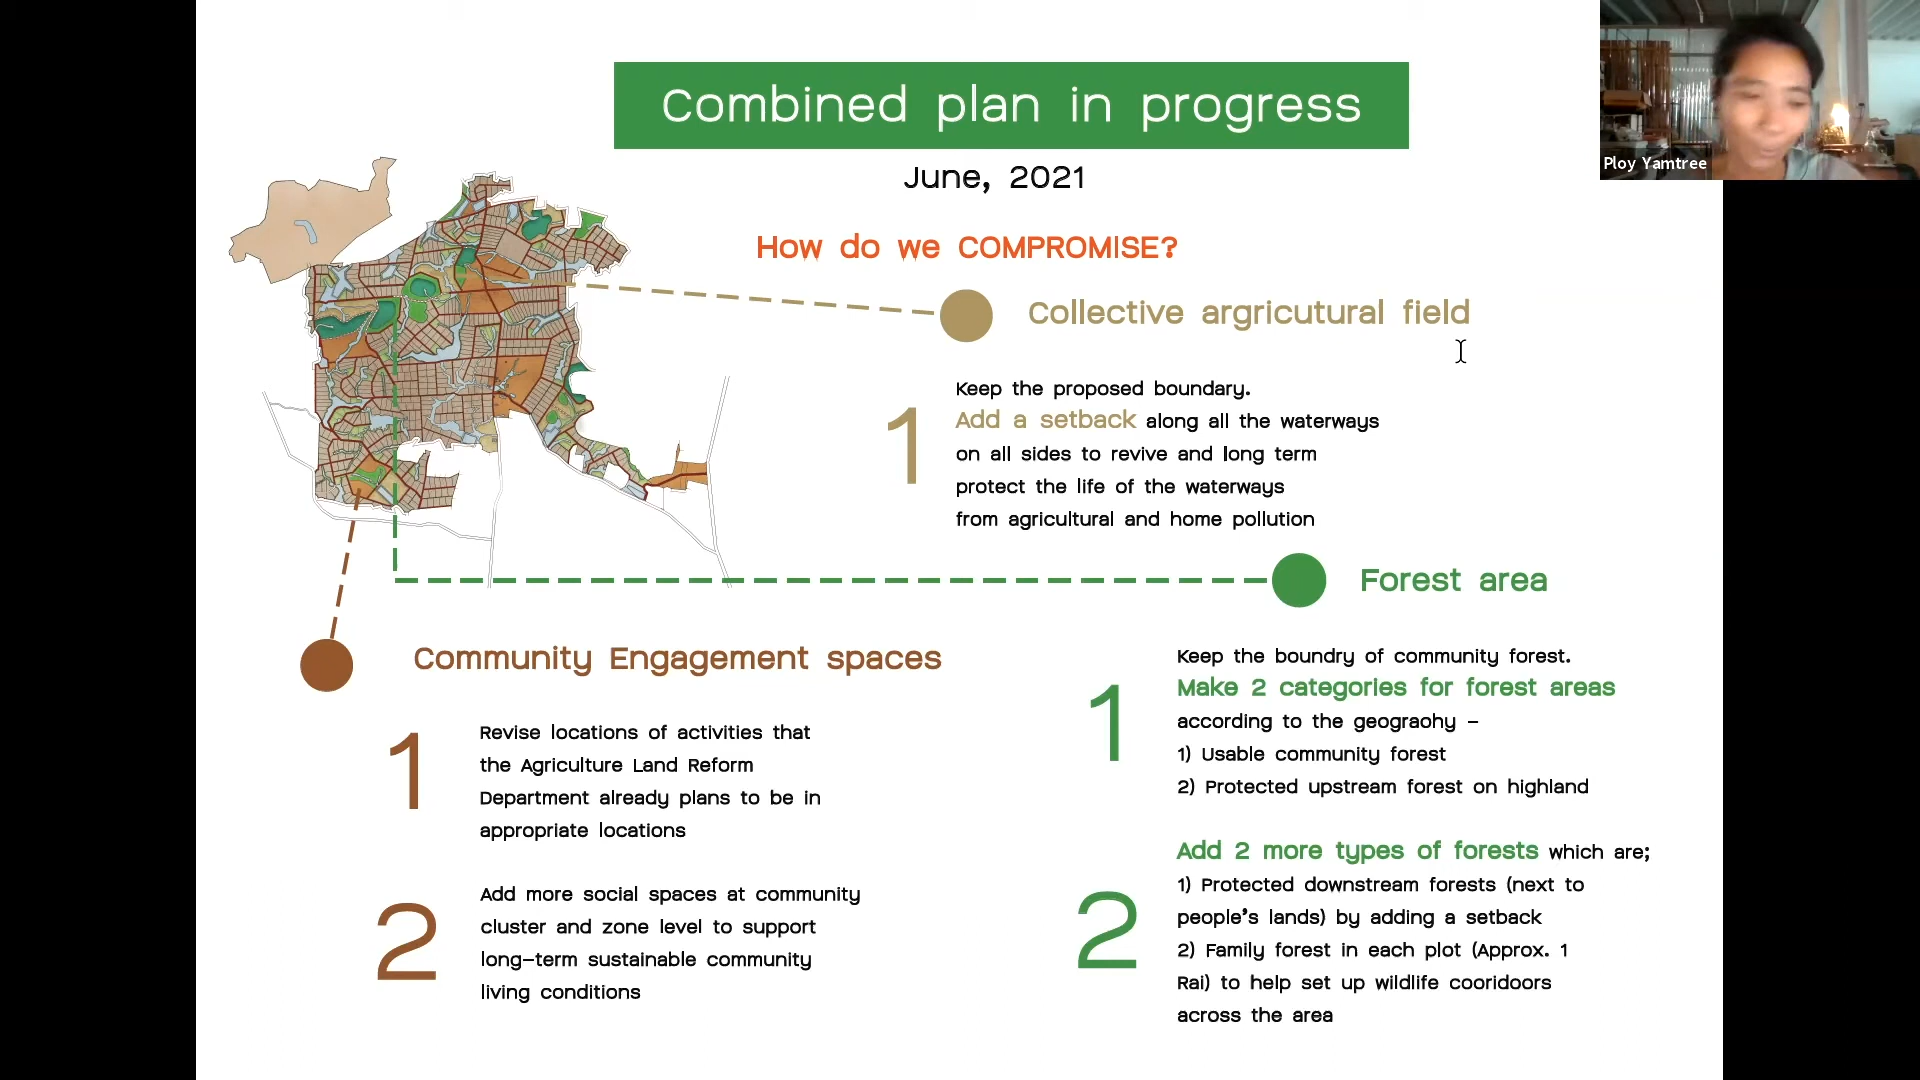 Combined plan in progress
Ploy Yamtree
June, 2021
How do we COMPROMISE?
Collective argricutural field
1
Keep the proposed boundary.
Add a setback along all the waterways
on all sides to revive and long term
protect the life of the waterways
from agricultural and home pollution
Forest area
1
Keep the boundry of community forest.
Make 2 categories for forest areas
according to the geograohy -
1) Usable community forest
2) Protected upstream forest on highland
2
Add 2 more types of forests which are;
1) Protected downstream forests (next to
people's lands) by adding a setback
2) Family forest in each plot (Approx. 1
Rai) to help set up wildlife cooridoors
across the area
Community Engagement spaces
1
Revise locations of activities that
the Agriculture Land Reform
Department already plans to be in
appropriate locations
2
Add more social spaces at community
cluster and zone level to support
long-term sustainable community
living conditions